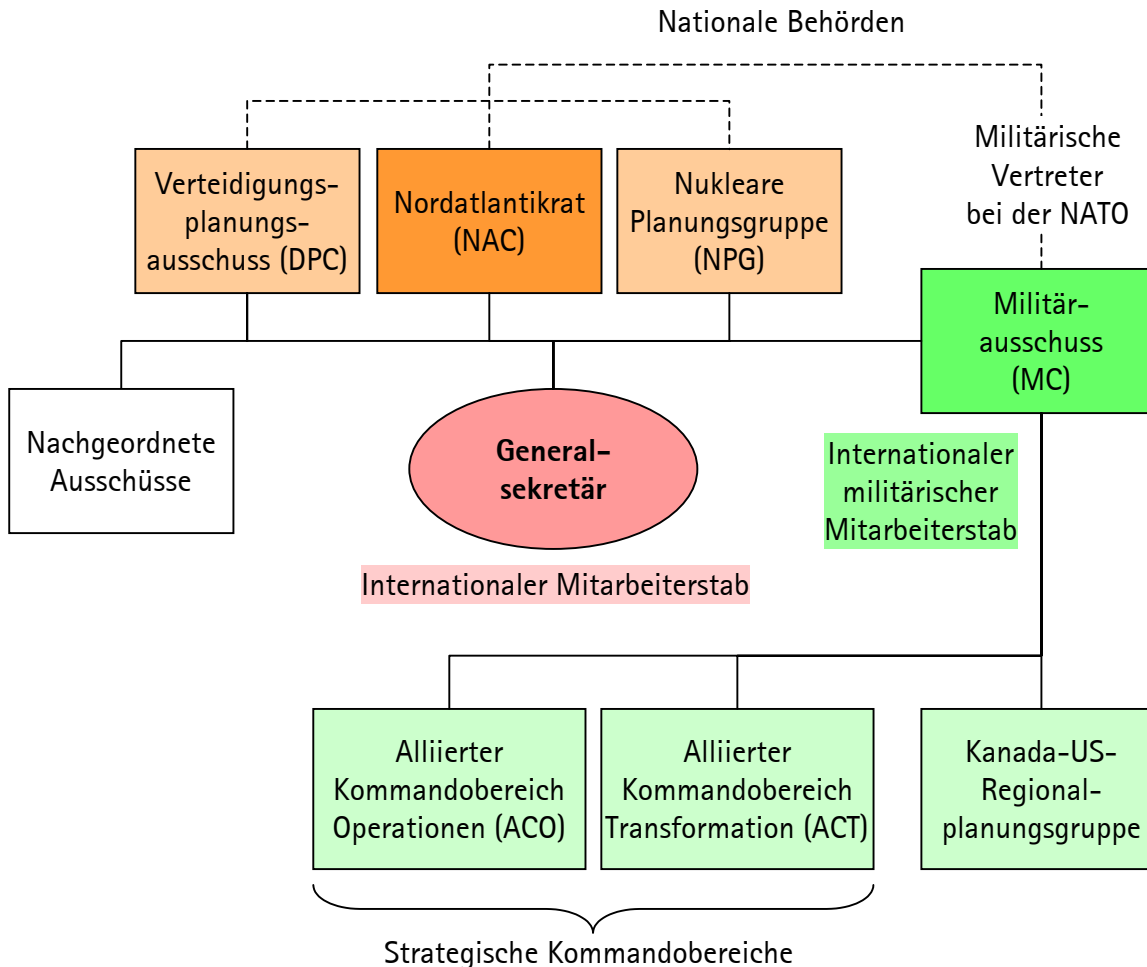 Nationale Behörden
Militärische
Vertreter
bei der NATO
Verteidigungs-
planungs-
ausschuss (DPC)
Nordatlantikrat
(NAC)
Nukleare
Planungsgruppe
(NPG)
Militär-
ausschuss
(MC)
Nachgeordnete
Ausschüsse
General-
sekretär
Internationaler
militärischer
Mitarbeiterstab
Internationaler Mitarbeiterstab
Alliierter
Kommandobereich
Operationen (ACO)
Alliierter
Kommandobereich
Transformation (ACT)
Kanada-US-
Regional-
planungsgruppe
Strategische Kommandobereiche